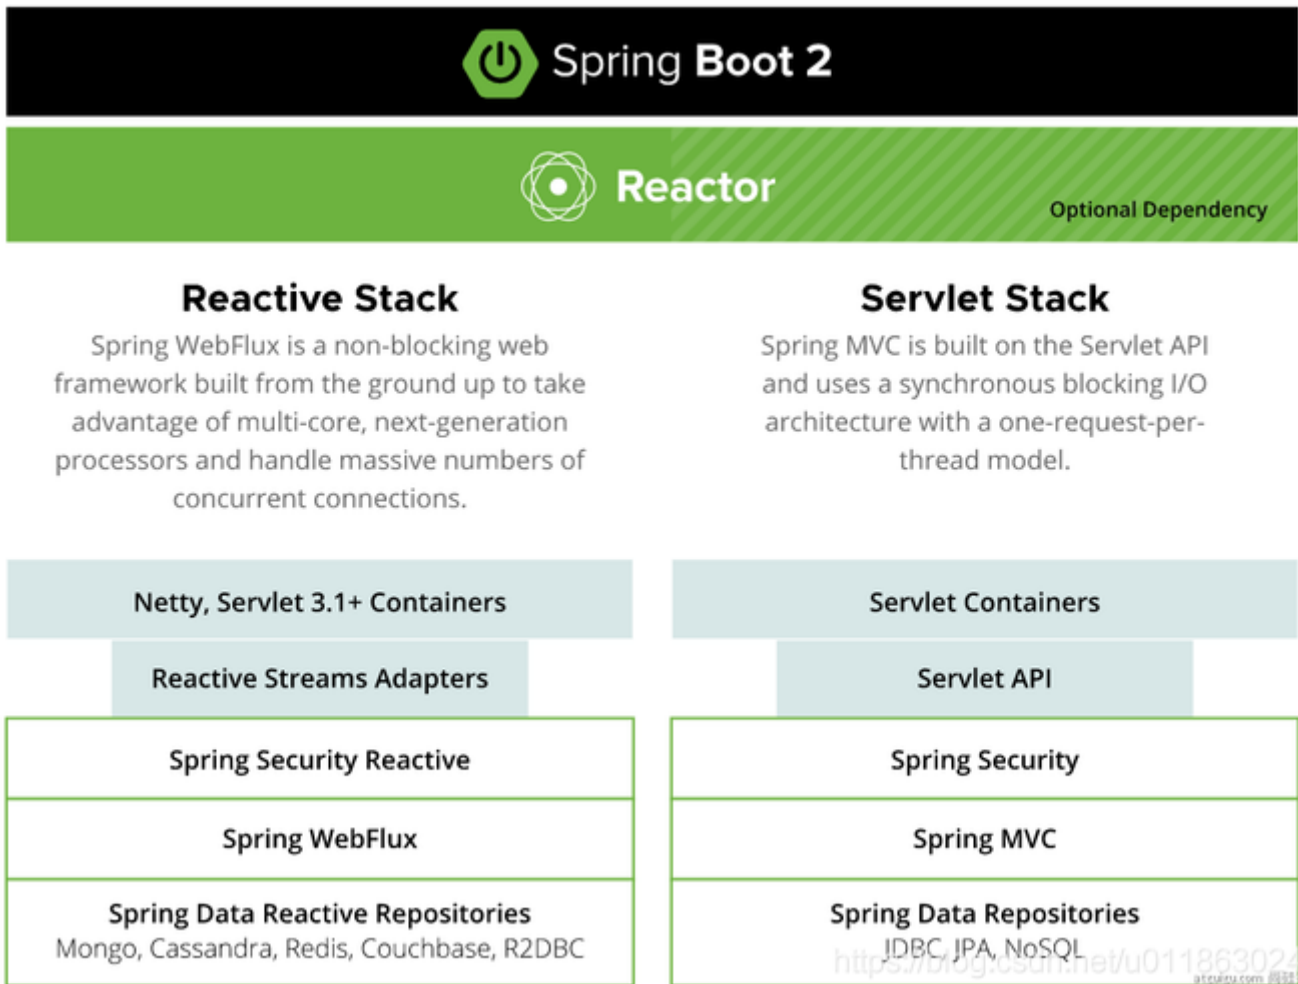 Spring Boot 2
Reactor
Optional Dependency
Reactive Stack
Spring WebFlux is a non-blocking web
framework built from the ground up to take
advantage of multi-core, next-generation
processors and handle massive numbers of
concurrent connections.
Servlet Stack
Spring MVC is built on the Servlet API
and uses a synchronous blocking I/O
architecture with a one-request-per-
thread model.
Netty, Servlet 3.1+ Containers
Reactive Streams Adapters
Spring Security Reactive
Spring WebFlux
Spring Data Reactive Repositories
Mongo, Cassandra, Redis, Couchbase, R2DBC
Servlet Containers
Servlet API
Spring Security
Spring MVC
Spring Data Repositories
JDBC, JPA, NoSQL
https://blog.csdn.net/u011863024